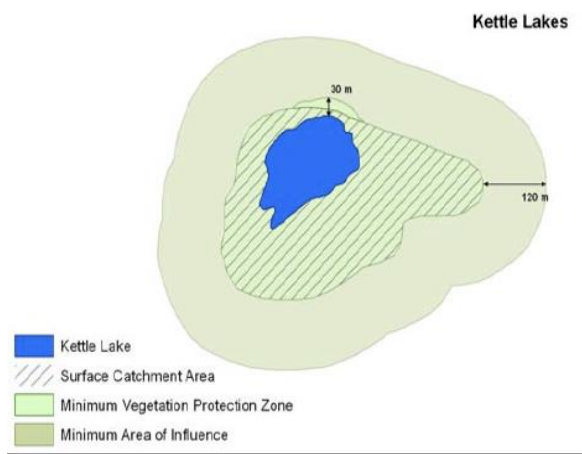 Kettle Lakes
30 m
120 m
Kettle Lake
Surface Catchment Area
Minimum Vegetation Protection Zone
Minimum Area of Influence